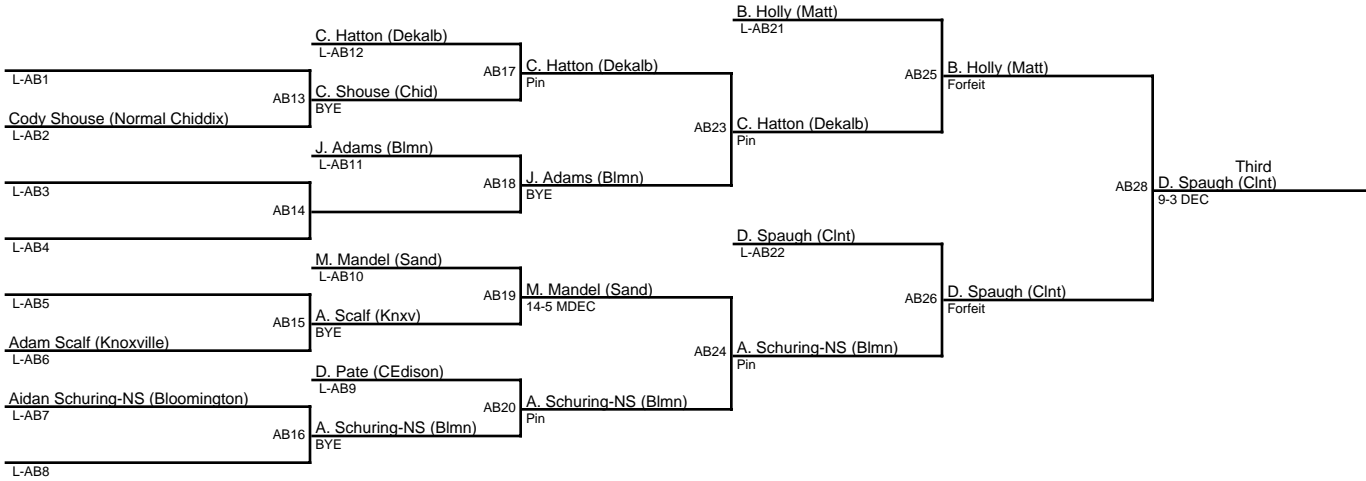 B. Holly (Matt)
L-AB21
C. Hatton (Dekalb)
L-AB12
AB17
C. Hatton (Dekalb)
Pin
AB25
B. Holly (Matt)
Forfeit
L-AB1
AB13
C. Shouse (Chid)
BYE
Cody Shouse (Normal Chiddix)
L-AB2
AB23
C. Hatton (Dekalb)
Pin
J. Adams (Blmn)
L-AB11
AB18
J. Adams (Blmn)
BYE
L-AB3
AB14
L-AB4
Third
AB28
D. Spaugh (Clnt)
9-3 DEC
D. Spaugh (Clnt)
L-AB22
M. Mandel (Sand)
L-AB10
AB19
M. Mandel (Sand)
14-5 MDEC
AB26
D. Spaugh (Clnt)
Forfeit
L-AB5
AB15
A. Scalf (Knxv)
BYE
Adam Scalf (Knoxville)
L-AB6
AB24
A. Schuring-NS (Blmn)
Pin
D. Pate (CEdison)
L-AB9
AB20
A. Schuring-NS (Blmn)
Pin
Aidan Schuring-NS (Bloomington)
L-AB7
AB16
A. Schuring-NS (Blmn)
BYE
L-AB8